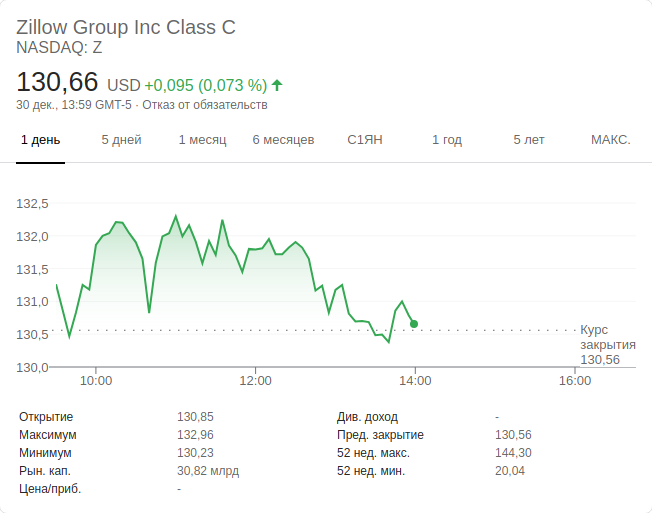 Zillow Group Inc Class C
NASDAQ: Z
130,66 USD +0,095 (0,073 %)
30 дек., 13:59 GMT-5 · Отказ от обязательств
1 день 5 дней 1 месяц 6 месяцев С1ЯН 1 год 5 лет МАКС.
132,5
132,0
131,5
131,0
130,5
130,0
Курс
закрытия
130,56
10:00 12:00 14:00 16:00
Открытие 130,85 Див. доход -
Максимум 132,96 Пред. закрытие 130,56
Минимум 130,23 52 нед. макс. 144,30
Рын. кап. 30,82 млрд 52 нед. мин. 20,04
Цена/приб. -